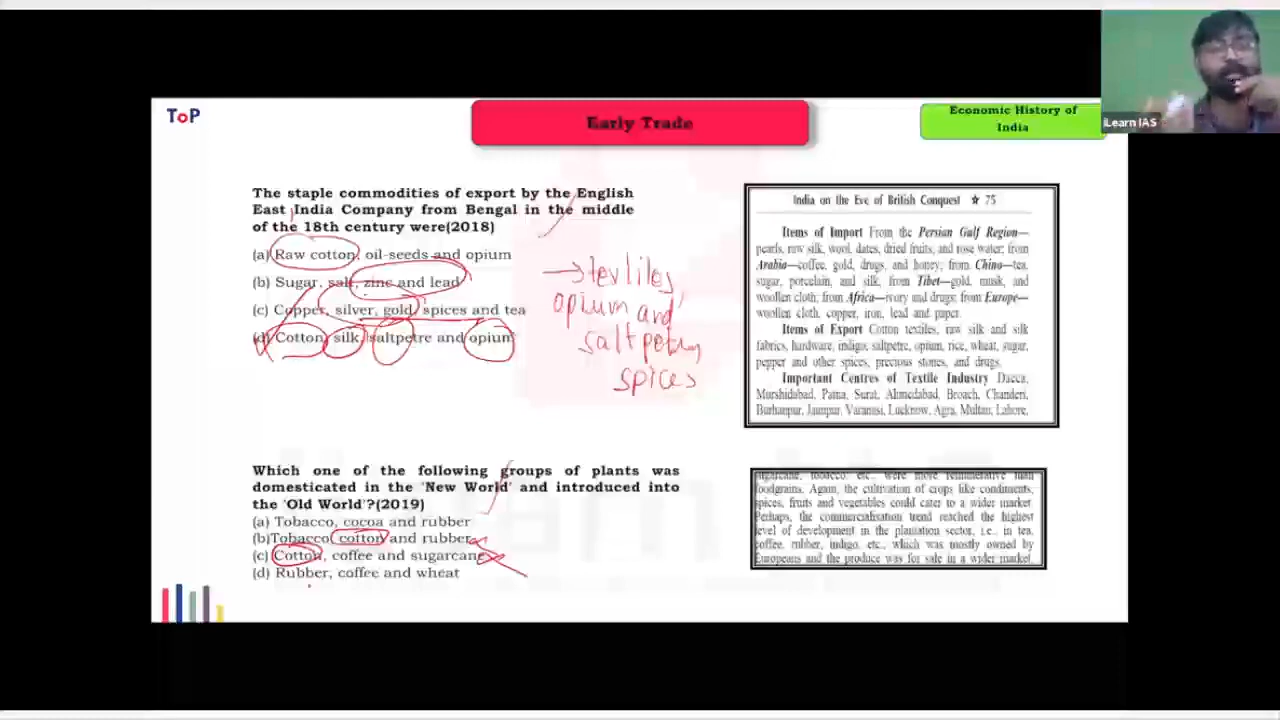 ToP
Early Trade
Economic History of
India
iLearn IAS
The staple commodities of export by the English
East India Company from Bengal in the middle
of the 18th century were(2018)
(a) Raw cotton, oil-seeds and opium
(b) Sugar, salt, zinc and lead
(c) Copper, silver, gold, spices and tea
(d) Cotton, silk, saltpetre and opium
→ textiles,
opium and
saltpetre,
spices
India on the Eve of British Conquest ☆ 75
Items of Import From the Persian Gulf Region—
pearls, raw silk, wool, dates, dried fruits, and rose water; from
Arabia—coffee, gold, drugs, and honey; from China—tea,
sugar, porcelain, and silk, from Tibet—gold, musk, and
woollen cloth; from Africa—ivory and drugs; from Europe—
woollen cloth, copper, iron, lead and paper.
Items of Export Cotton textiles, raw silk and silk
fabrics, hardware, indigo, saltpetre, opium, rice, wheat, sugar,
pepper and other spices, precious stones, and drugs.
Important Centres of Textile Industry Dacca,
Murshidabad, Patna, Surat, Ahmedabad, Broach, Chanderi,
Burhanpur, Jaunpur, Varanasi, Lucknow, Agra, Multan, Lahore,
Which one of the following groups of plants was
domesticated in the 'New World' and introduced into
the 'Old World'?(2019)
(a) Tobacco, cocoa and rubber
(b)Tobacco cotton and rubber
(c) Cotton, coffee and sugarcane
(d) Rubber, coffee and wheat
sugarcane, tobacco, etc. were more remunerative than
foodgrains. Again, the cultivation of crops like condiments,
spices, fruits and vegetables could cater to a wider market.
Perhaps, the commercialisation trend reached the highest
level of development in the plantation sector, i.e., in tea,
coffee, rubber, indigo, etc., which was mostly owned by
Europeans and the produce was for sale in a wider market.